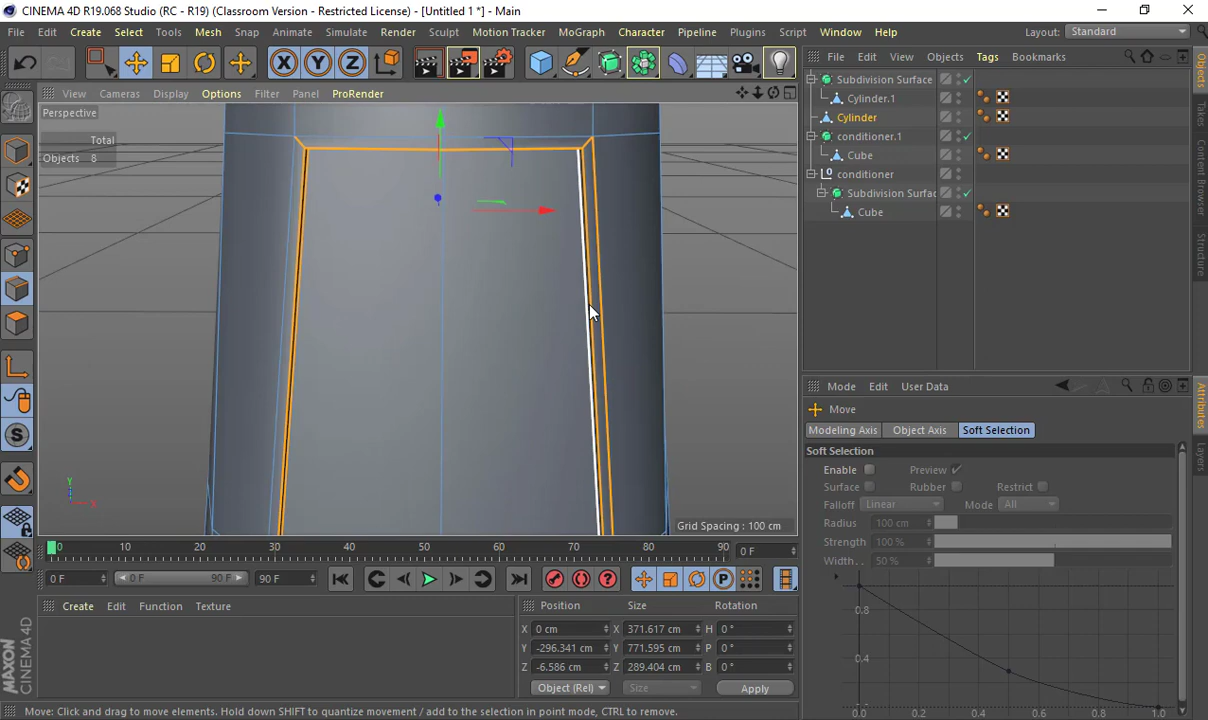 CINEMA 4D R19.068 Studio (RC - R19) (Classroom Version - Restricted License) - [Untitled 1 *] - Main
File Edit Create Select Tools Mesh Snap Animate Simulate Render Sculpt Motion Tracker MoGraph Character Pipeline Plugins Script Window Help Layout: Standard
X Y Z
View Cameras Display Options Filter Panel ProRender
Perspective
Total
Objects 8
Y
X
Grid Spacing : 100 cm
File Edit View Objects Tags Bookmarks
Subdivision Surface
Cylinder.1
Cylinder
conditioner.1
Cube
conditioner
Subdivision Surfac
Cube
Objects
Takes
Content Browser
Structure
Mode Edit User Data
Move
Modeling Axis Object Axis Soft Selection
Soft Selection
Enable Preview
Surface Rubber Restrict
Falloff Linear Mode All
Radius 100 cm
Strength 100 %
Width. . 50 %
0.8
0.4
0.0 0.2 0.4 0.6 0.8 1.0
Attributes
Layers
0 10 20 30 40 50 60 70 80 90 0 F
0 F 0 F 90 F 90 F
P
Create Edit Function Texture
Position Size Rotation
X 0 cm X 371.617 cm H 0 °
Y -296.341 cm Y 771.595 cm P 0 °
Z -6.586 cm Z 289.404 cm B 0 °
Object (Rel) Size Apply
MAXON
CINEMA 4D
Move: Click and drag to move elements. Hold down SHIFT to quantize movement / add to the selection in point mode, CTRL to remove.